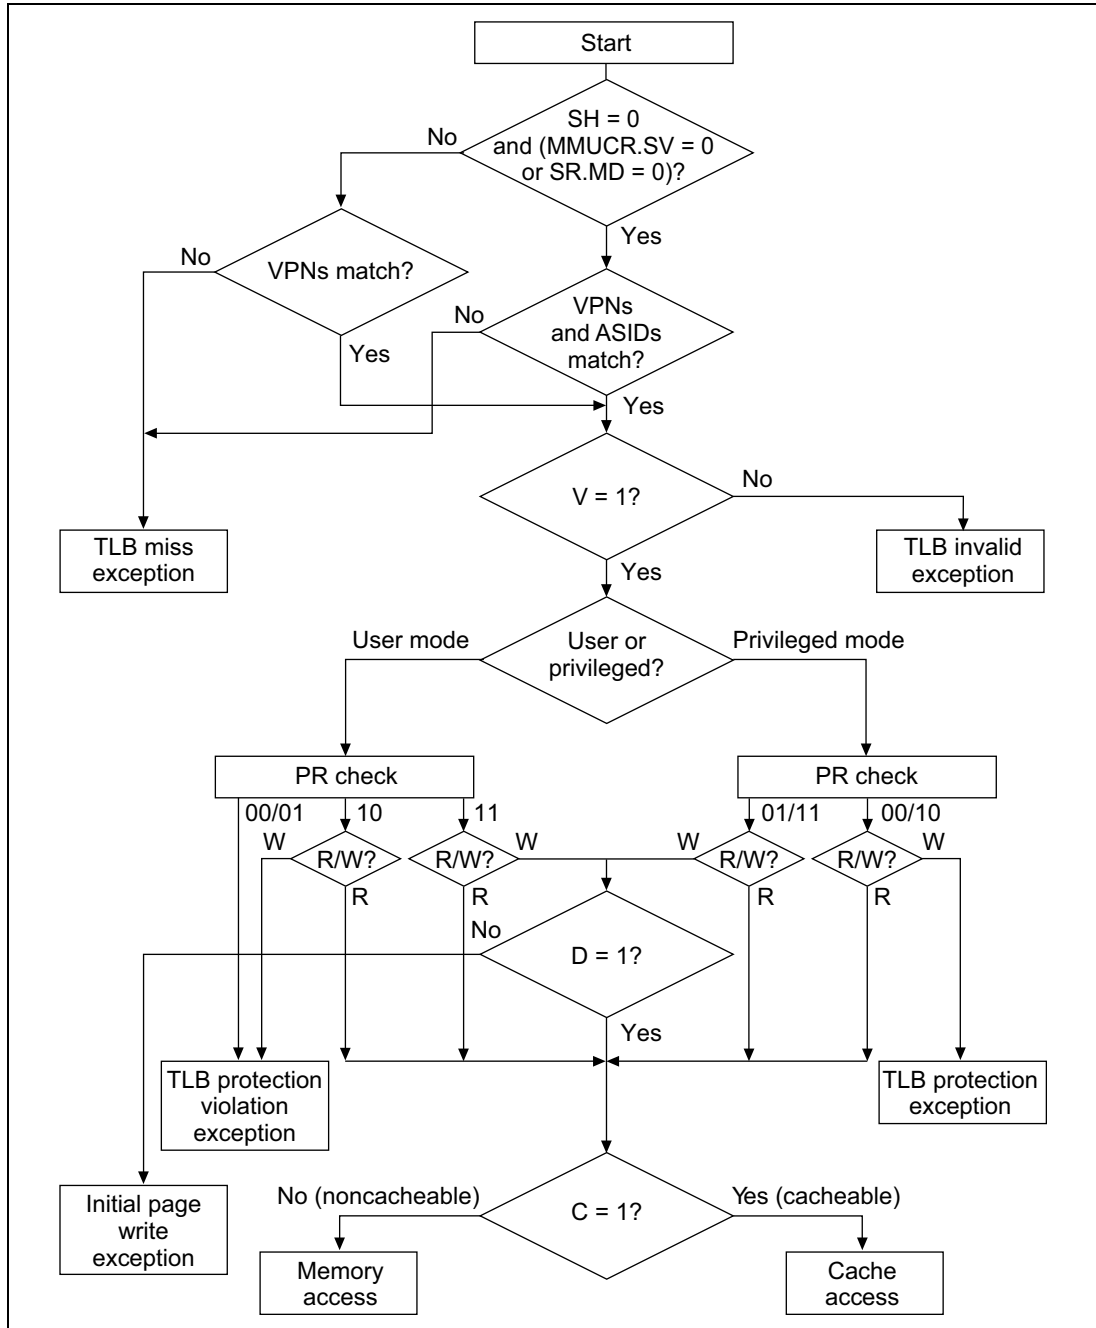 Start
SH = 0
and (MMUCR.SV = 0
or SR.MD = 0)?
No
Yes
VPNs match?
No
Yes
VPNs
and ASIDs
match?
No
Yes
V = 1?
No
Yes
TLB miss
exception
TLB invalid
exception
User mode
User or
privileged?
Privileged mode
PR check
PR check
00/01
10
11
01/11
00/10
W
R/W?
R
R/W?
W
R
W
R/W?
R
R/W?
W
R
No
D = 1?
Yes
TLB protection
violation
exception
TLB protection
exception
Initial page
write
exception
No (noncacheable)
C = 1?
Yes (cacheable)
Memory
access
Cache
access